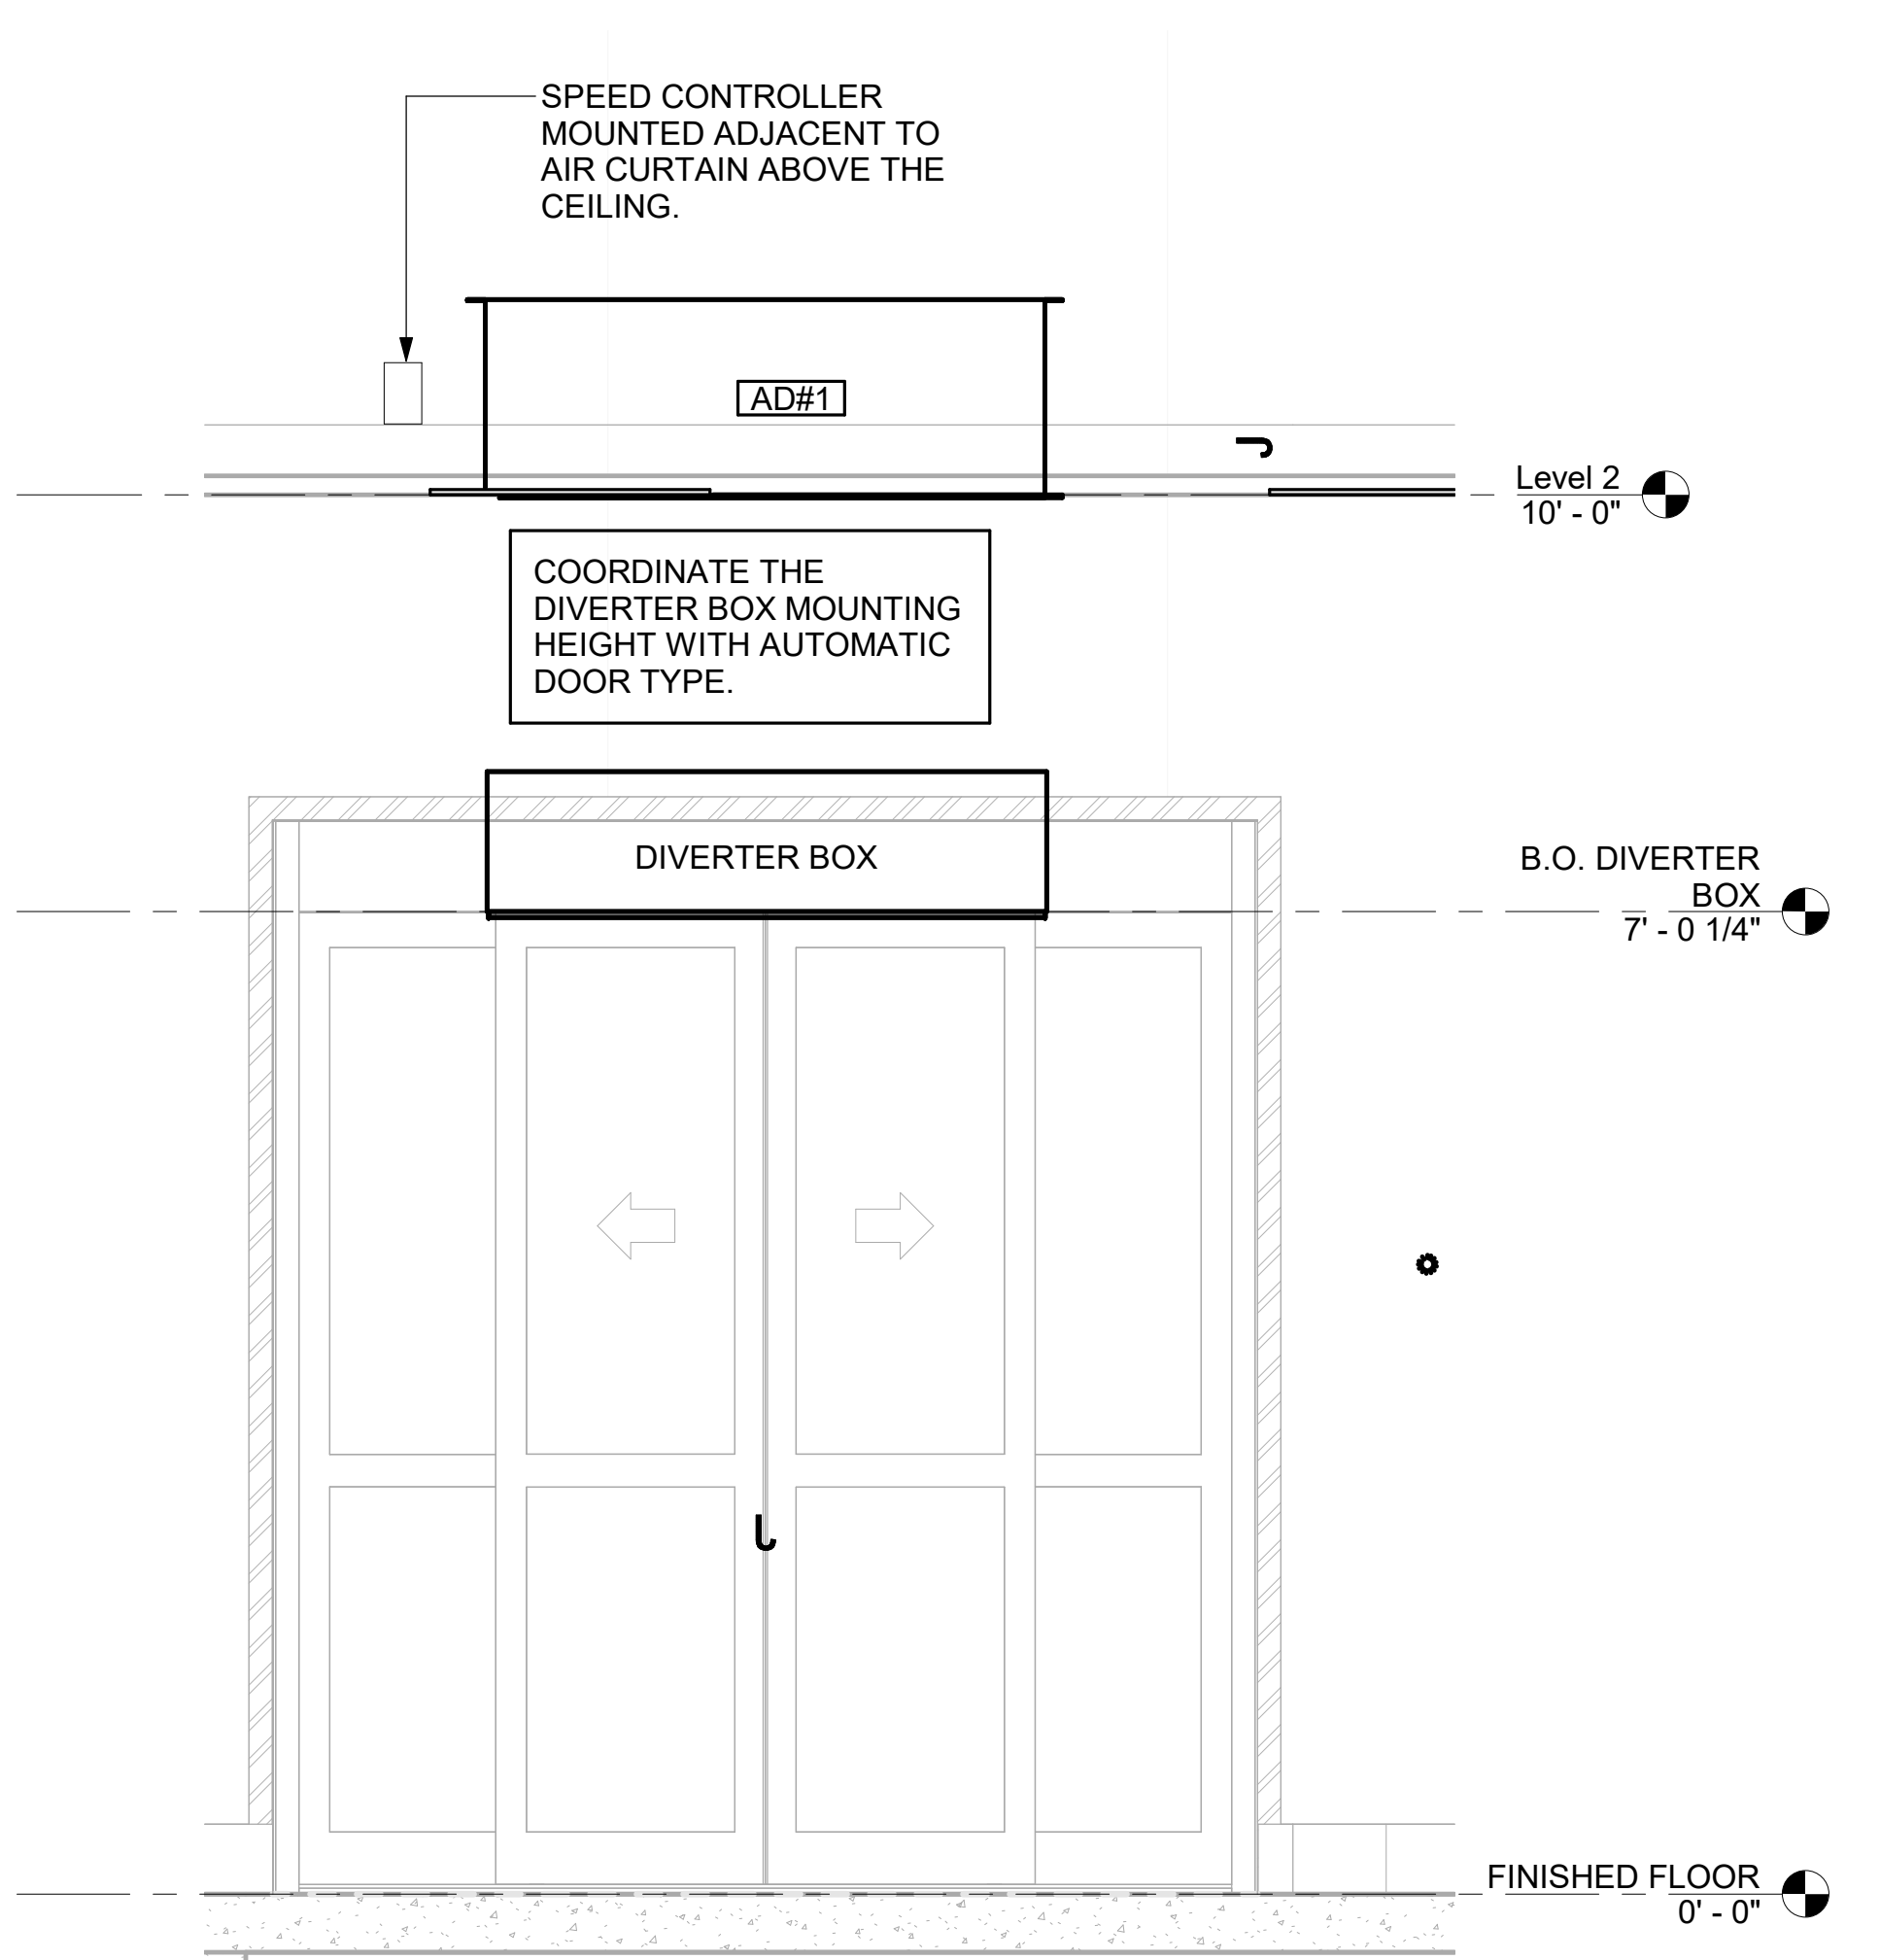 SPEED CONTROLLER
MOUNTED ADJACENT TO
AIR CURTAIN ABOVE THE
CEILING.
AD#1
Level 2
10' - 0"
COORDINATE THE
DIVERTER BOX MOUNTING
HEIGHT WITH AUTOMATIC
DOOR TYPE.
DIVERTER BOX
B.O. DIVERTER
BOX
7' - 0 1/4"
FINISHED FLOOR
0' - 0"